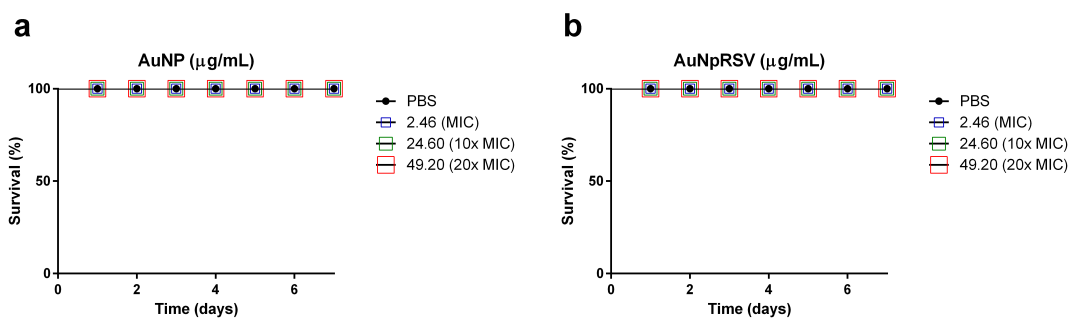 a
AuNP (μg/mL)
100
50
0
Survival (%)
0 2 4 6
Time (days)
PBS
2.46 (MIC)
24.60 (10x MIC)
49.20 (20x MIC)
b
AuNpRSV (μg/mL)
100
50
0
Survival (%)
0 2 4 6
Time (days)
PBS
2.46 (MIC)
24.60 (10x MIC)
49.20 (20x MIC)